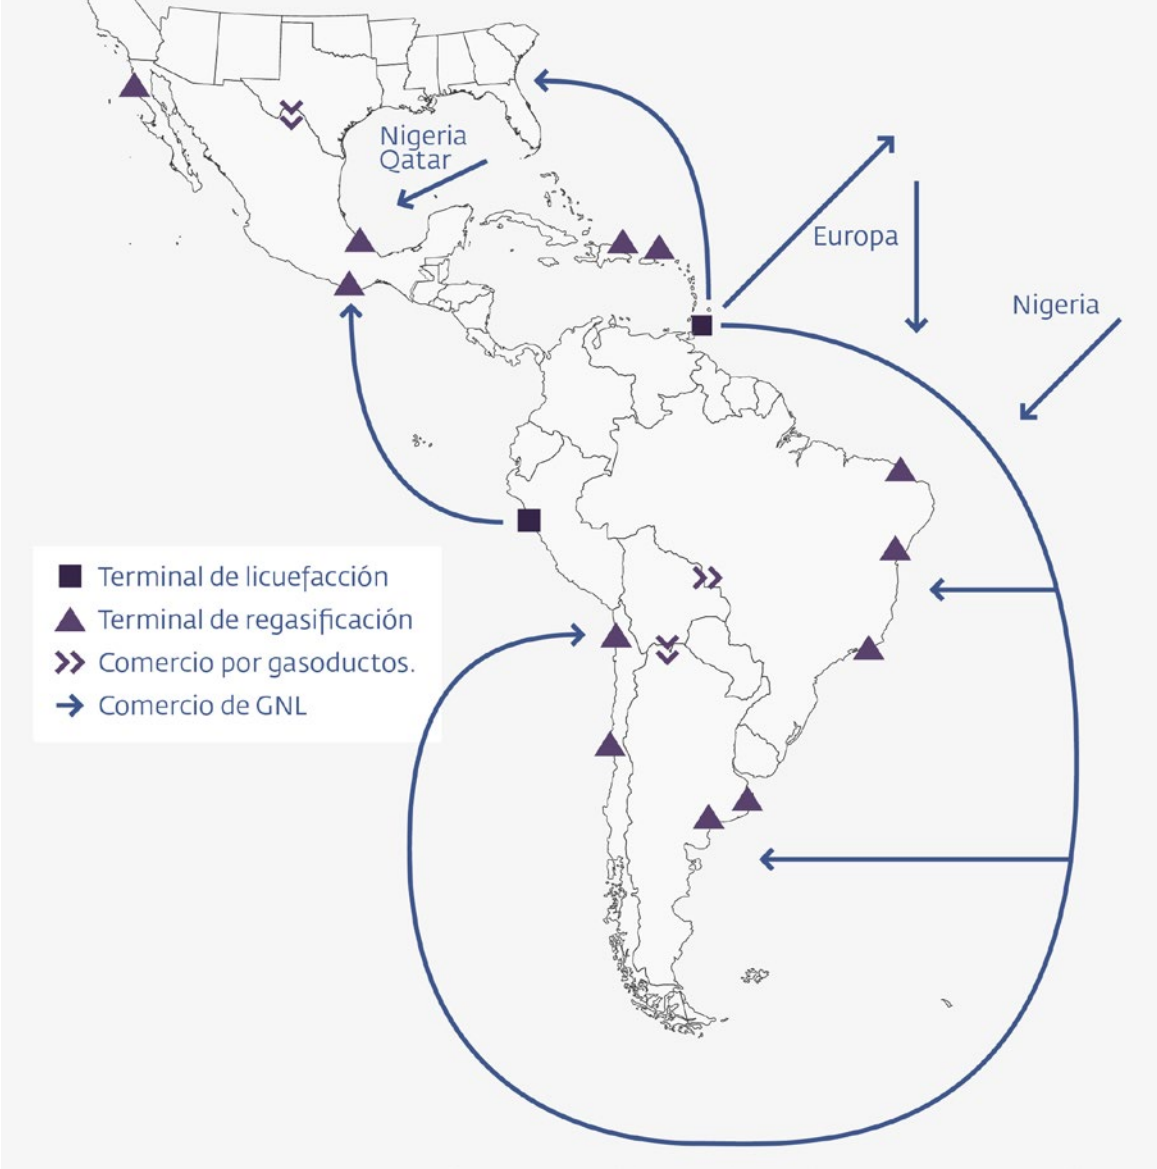 Nigeria
Qatar
Europa
Nigeria
Terminal de licuefacción
Terminal de regasificación
Comercio por gasoductos.
Comercio de GNL